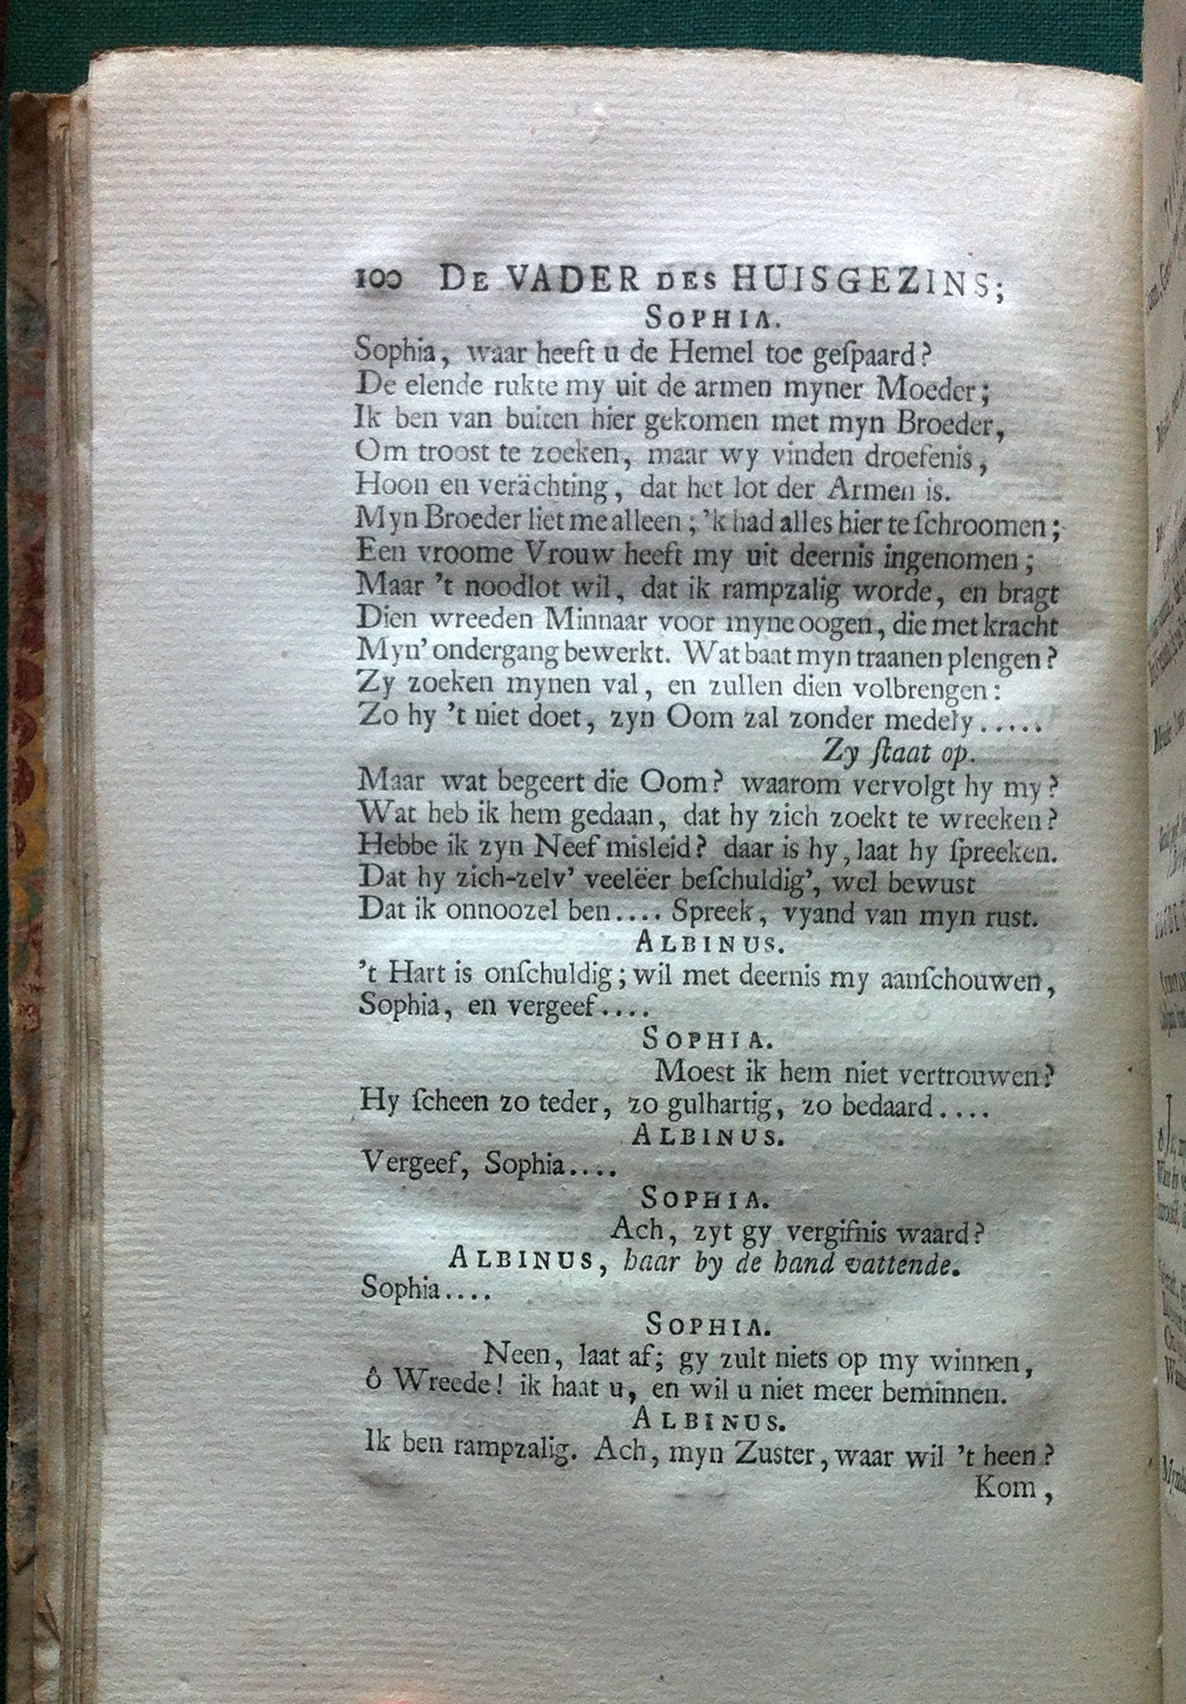 100 DE VADER DES HUISGEZINS;
SOPHIA.
Sophia, waar heeft u de Hemel toe geſpaard?
De elende rukte my uit de armen myner Moeder;
Ik ben van buiten hier gekomen met myn Broeder,
Om troost te zoeken, maar wy vinden droefenis,
Hoon en verächting, dat het lot der Armen is.
Myn Broeder liet me alleen; 'k had alles hier te ſchroomen;
Een vroome Vrouw heeft my uit deernis ingenomen;
Maar 't noodlot wil, dat ik rampzalig worde, en bragt
Dien wreeden Minnaar voor myne oogen, die met kracht
Myn' ondergang bewerkt. Wat baat myn traanen plengen?
Zy zoeken mynen val, en zullen dien volbrengen:
Zo hy 't niet doet, zyn Oom zal zonder medely.....
Zy ſtaat op.
Maar wat begeert die Oom? waarom vervolgt hy my?
Wat heb ik hem gedaan, dat hy zich zoekt te wreeken?
Hebbe ik zyn Neef misleid? daar is hy, laat hy ſpreeken.
Dat hy zich-zelv' veelëer beſchuldig', wel bewust
Dat ik onnoozel ben.... Spreek, vyand van myn rust.
ALBINUS.
't Hart is onſchuldig; wil met deernis my aanſchouwen,
Sophia, en vergeef....
SOPHIA.
Moest ik hem niet vertrouwen?
Hy ſcheen zo teder, zo gulhartig, zo bedaard....
ALBINUS.
Vergeef, Sophia....
SOPHIA.
Ach, zyt gy vergifnis waard?
ALBINUS, haar by de hand vattende.
Sophia....
SOPHIA.
Neen, laat af; gy zult niets op my winnen,
ô Wreede! ik haat u, en wil u niet meer beminnen.
ALBINUS.
Ik ben rampzalig. Ach, myn Zuster, waar wil 't heen?
Kom,